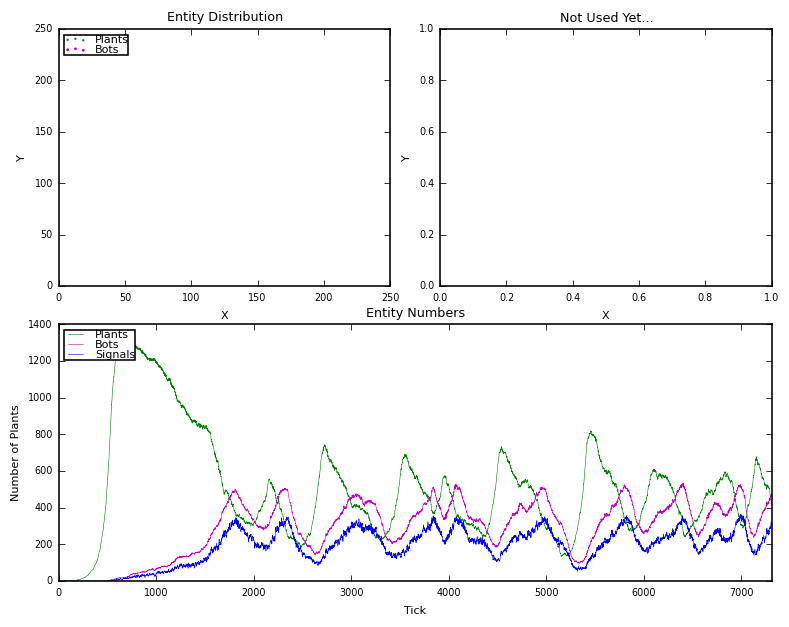 Entity Distribution
Not Used Yet...
250
200
150
100
50
0
Y
Plants
Bots
0 50 100 150 200 250
X
1.0
0.8
0.6
0.4
0.2
0.0
Y
0.0 0.2 0.4 0.6 0.8 1.0
X
Entity Numbers
1400
1200
1000
800
600
400
200
0
Number of Plants
Plants
Bots
Signals
0 1000 2000 3000 4000 5000 6000 7000
Tick